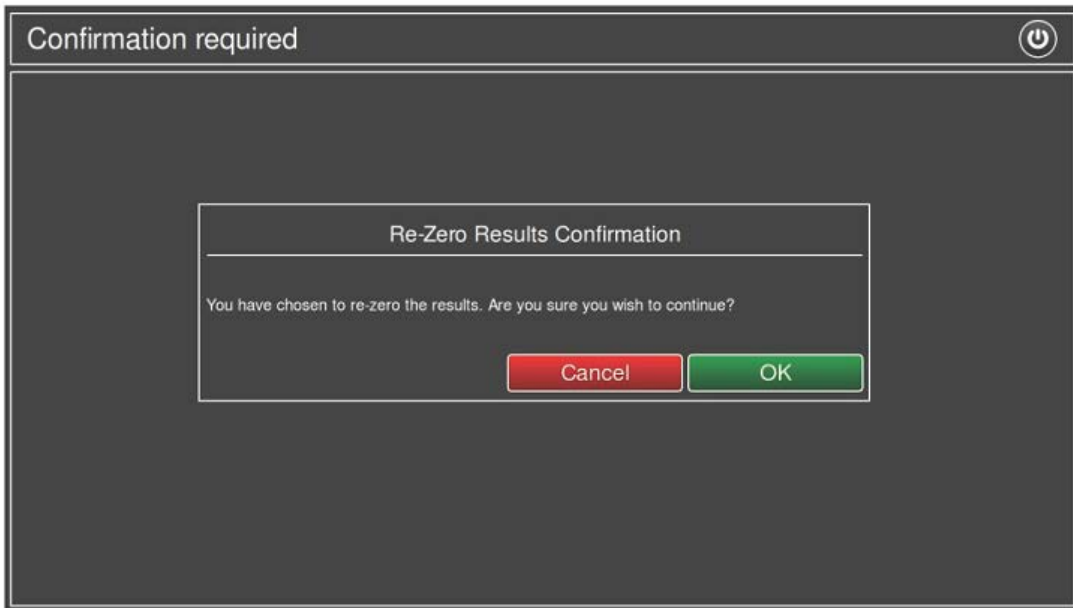 Confirmation required
Re-Zero Results Confirmation
You have chosen to re-zero the results. Are you sure you wish to continue?
Cancel
OK